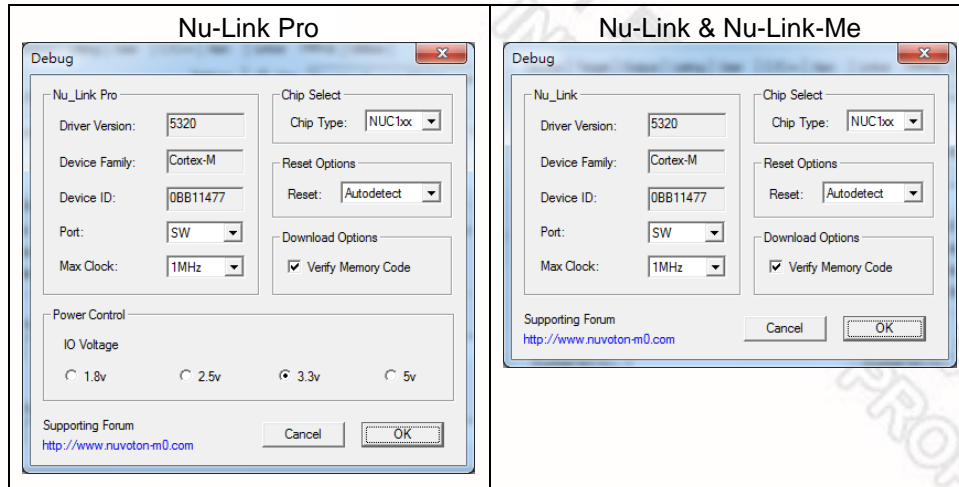 Nu-Link Pro
Debug
Nu_Link Pro
Driver Version: 5320
Device Family: Cortex-M
Device ID: 0BB11477
Port: SW
Max Clock: 1MHz
Chip Select
Chip Type: NUC1xx
Reset Options
Reset: Autodetect
Download Options
Verify Memory Code
Power Control
IO Voltage
1.8v 2.5v 3.3v 5v
Supporting Forum
http://www.nuvoton-m0.com
Cancel OK
Nu-Link & Nu-Link-Me
Debug
Nu_Link
Driver Version: 5320
Device Family: Cortex-M
Device ID: 0BB11477
Port: SW
Max Clock: 1MHz
Chip Select
Chip Type: NUC1xx
Reset Options
Reset: Autodetect
Download Options
Verify Memory Code
Supporting Forum
http://www.nuvoton-m0.com
Cancel OK